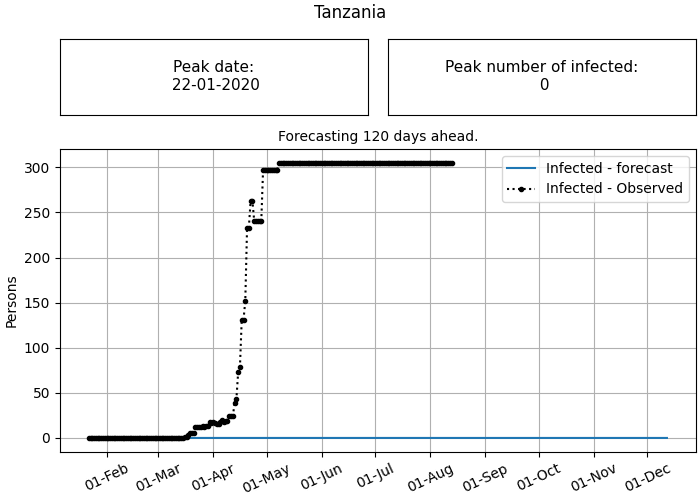 Tanzania
Peak date:
22-01-2020
Peak number of infected:
0
Forecasting 120 days ahead.
Infected - forecast
Infected - Observed
Persons
300
250
200
150
100
50
0
01-Feb
01-Mar
01-Apr
01-May
01-Jun
01-Jul
01-Aug
01-Sep
01-Oct
01-Nov
01-Dec